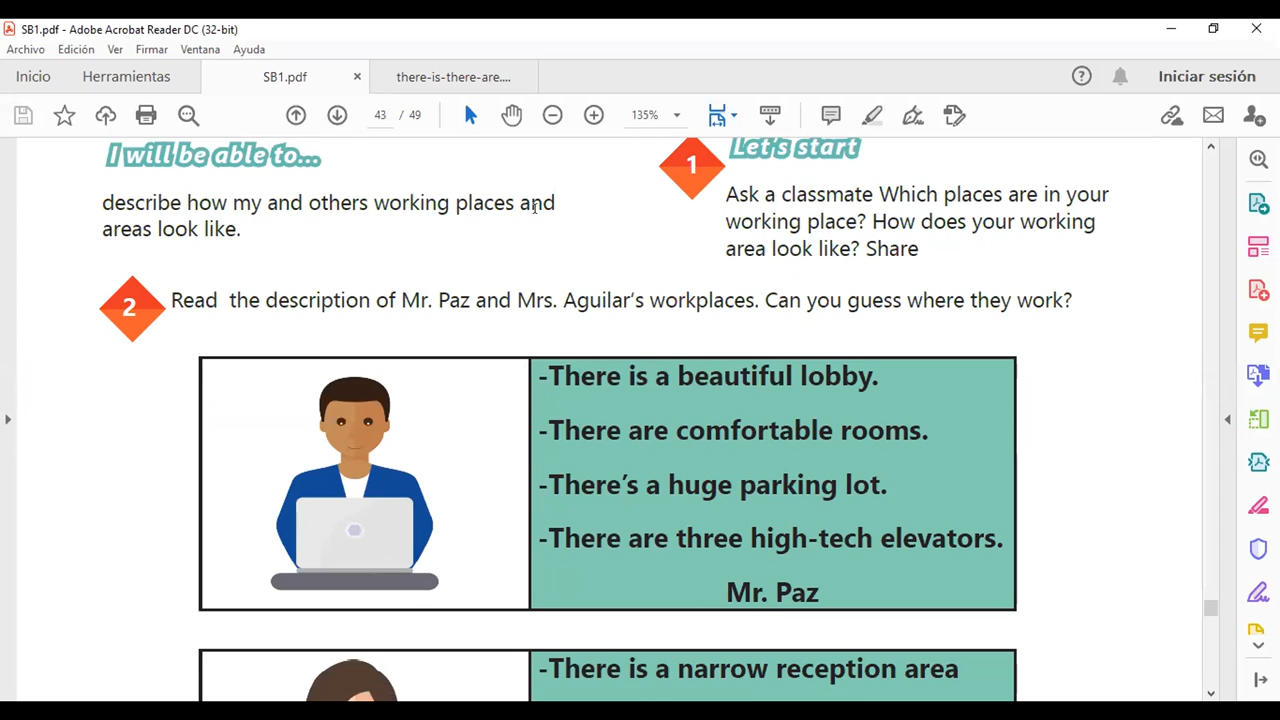 SB1.pdf - Adobe Acrobat Reader DC (32-bit)
Archivo Edición Ver Firmar Ventana Ayuda
Inicio Herramientas SB1.pdf × there-is-there-are.... Iniciar sesión
43 / 49 135%
I will be able to...
describe how my and others working places and
areas look like.
1
Let's start
Ask a classmate Which places are in your
working place? How does your working
area look like? Share
2
Read the description of Mr. Paz and Mrs. Aguilar's workplaces. Can you guess where they work?
-There is a beautiful lobby.
-There are comfortable rooms.
-There's a huge parking lot.
-There are three high-tech elevators.
Mr. Paz
-There is a narrow reception area